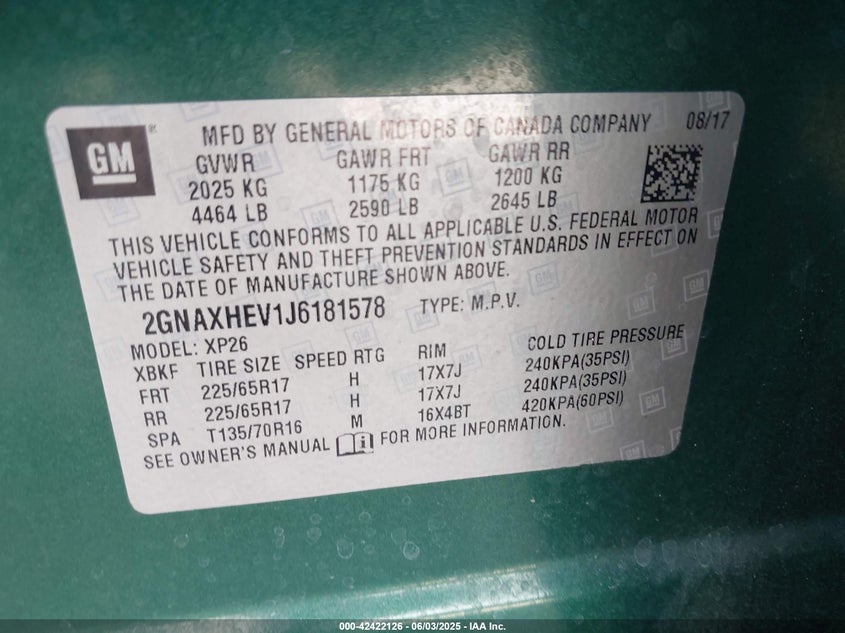 GM ® MFD BY GENERAL MOTORS OF CANADA COMPANY 08/17
GVWR GAWR FRT GAWR RR
2025 KG 1175 KG 1200 KG
4464 LB 2590 LB 2645 LB
THIS VEHICLE CONFORMS TO ALL APPLICABLE U.S. FEDERAL MOTOR
VEHICLE SAFETY AND THEFT PREVENTION STANDARDS IN EFFECT ON
THE DATE OF MANUFACTURE SHOWN ABOVE.
2GNAXHEV1J6181578 TYPE: M.P.V.
MODEL: XP26
XBKF TIRE SIZE SPEED RTG RIM COLD TIRE PRESSURE
FRT 225/65R17 H 17X7J 240KPA(35PSI)
RR 225/65R17 H 17X7J 240KPA(35PSI)
SPA T135/70R16 M 16X4BT 420KPA(60PSI)
SEE OWNER'S MANUAL FOR MORE INFORMATION.
000-42422126 - 06/03/2025 - IAA Inc.